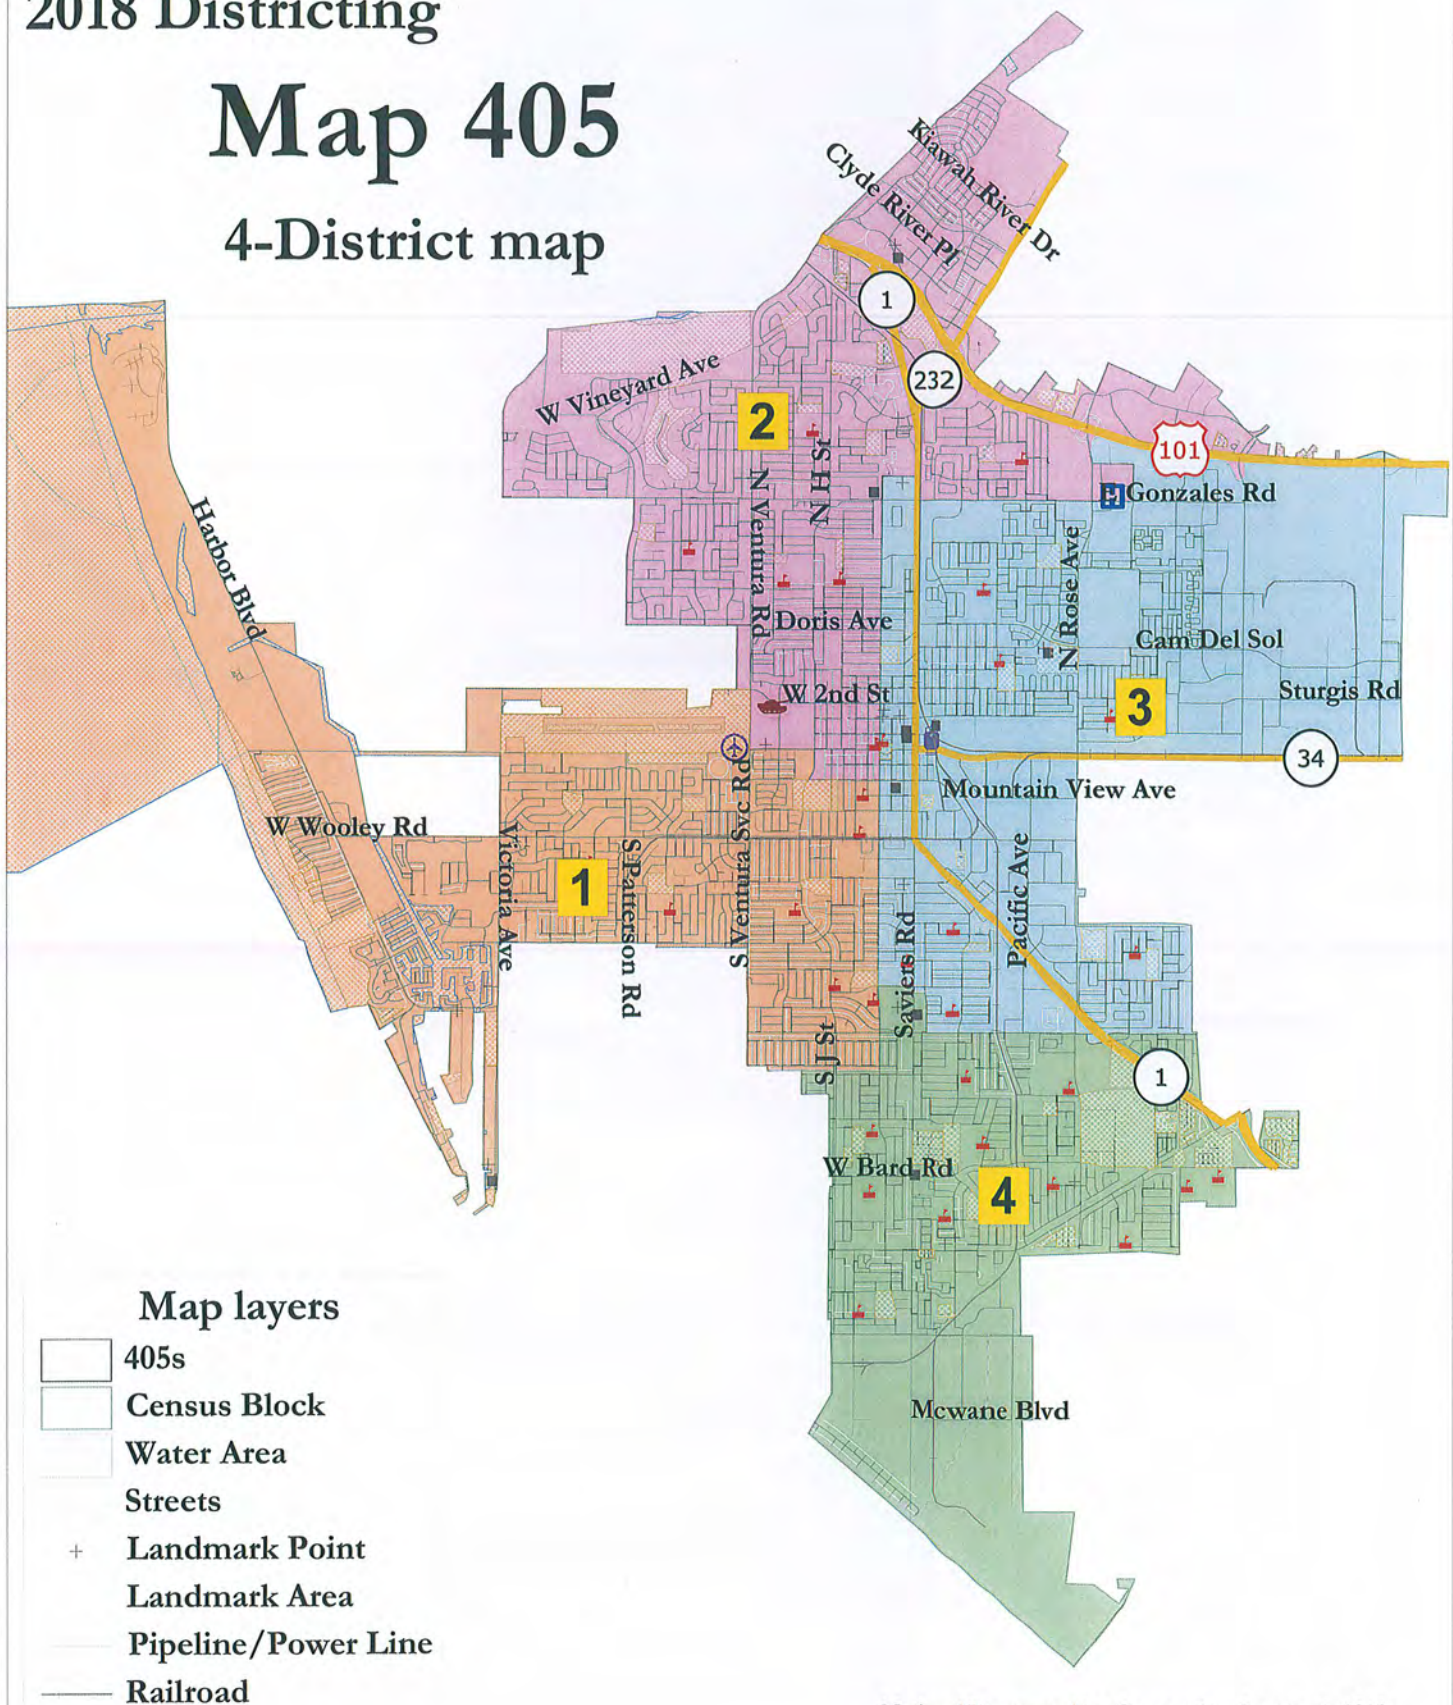 2018 Districting
Map 405
4-District map
Kiawah River Dr
Clyde River Pl
1
232
W Vineyard Ave
2
101
N H St
H
Gonzales Rd
Harbor Blvd
N Ventura Rd
N Rose Ave
Doris Ave
Cam Del Sol
W 2nd St
3
Sturgis Rd
34
Mountain View Ave
W Wooley Rd
Victoria Ave
1
S Patterson Rd
S Ventura Svc Rd
Saviers Rd
Pacific Ave
S J St
1
W Bard Rd
4
Mcwane Blvd
Map layers
405s
Census Block
Water Area
Streets
Landmark Point
Landmark Area
Pipeline/Power Line
Railroad